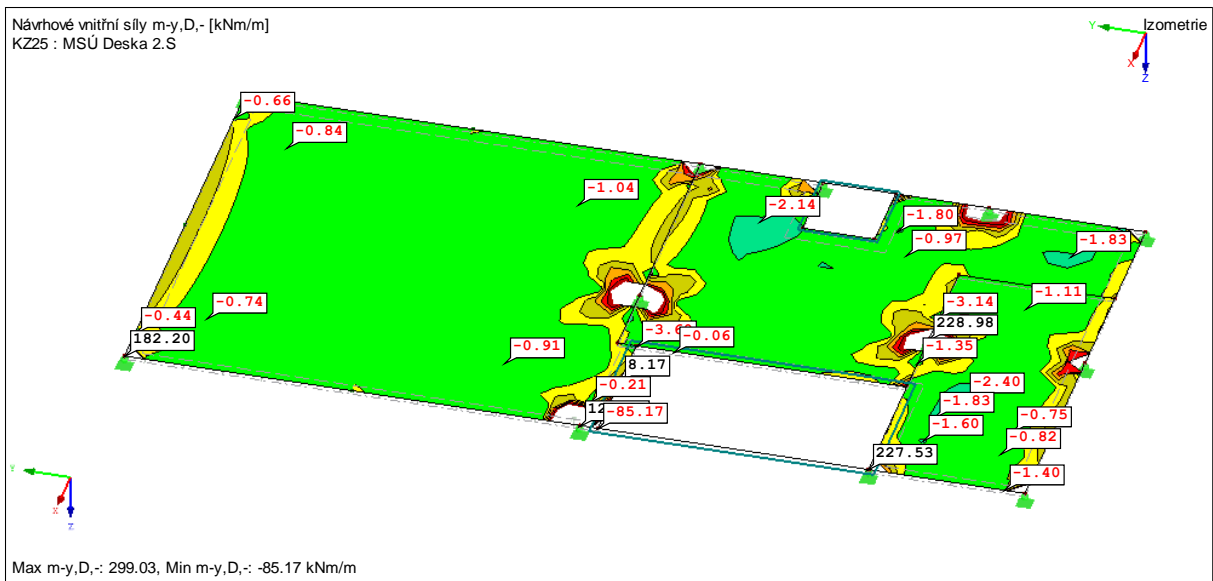 Návrhové vnitřní síly m-y,D,- [kNm/m]
KZ25 : MSÚ Deska 2.S
Izometrie
Y
X
Z
-0.66
-0.84
-1.04
-2.14
-1.80
-0.97
-1.83
-1.11
-0.74
-0.44
182.20
-3.14
228.98
-0.06
-1.35
-0.91
8.17
-0.21
-2.40
-1.83
-85.17
-0.75
-1.60
-0.82
227.53
-1.40
Y
X
Z
Max m-y,D,-: 299.03, Min m-y,D,-: -85.17 kNm/m